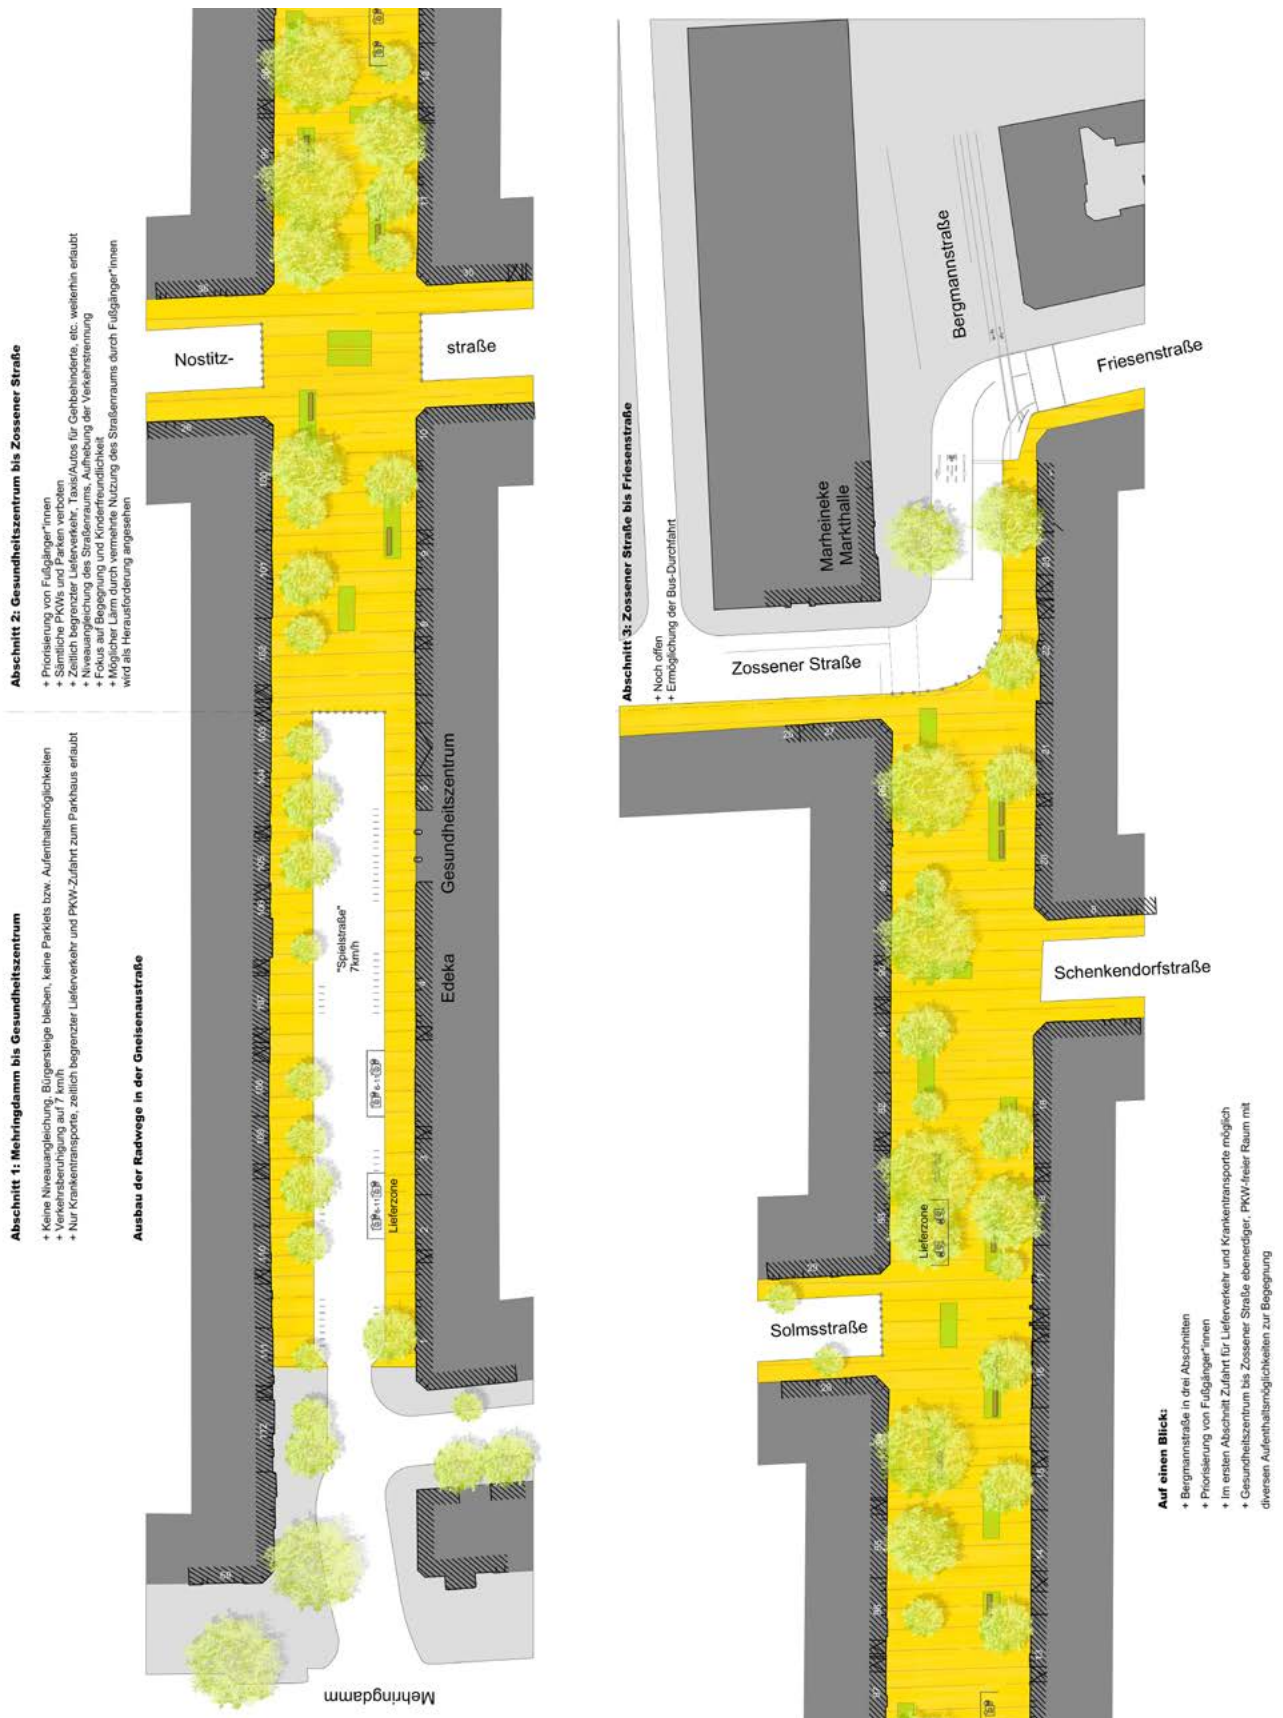 Abschnitt 1: Mehringdamm bis Gesundheitszentrum
+ Keine Niveauangleichung, Bürgersteige bleiben, keine Parklets bzw. Aufenthaltsmöglichkeiten
+ Verkehrsberuhigung auf 7 km/h
+ Nur Krankentransporte, zeitlich begrenzter Lieferverkehr und PKW-Zufahrt zum Parkhaus erlaubt
Ausbau der Radwege in der Gneisenaustraße
Abschnitt 2: Gesundheitszentrum bis Zossener Straße
+ Priorisierung von Fußgänger*innen
+ Sämtliche PKWs und Parken verboten
+ Zeitlich begrenzter Lieferverkehr, Taxis/Autos für Gehbehinderte, etc. weiterhin erlaubt
+ Niveauangleichung des Straßenraums, Aufhebung der Verkehrstrennung
+ Fokus auf Begegnung und Kinderfreundlichkeit
+ Möglicher Lärm durch vermehrte Nutzung des Straßenraums durch Fußgänger*innen
wird als Herausforderung angesehen
Nostitz-
straße
"Spielstraße"
7km/h
Gesundheitszentrum
Edeka
Lieferzone
Mehringdamm
Abschnitt 3: Zossener Straße bis Friesenstraße
+ Noch offen
+ Ermöglichung der Bus-Durchfahrt
Marheineke
Markthalle
Bergmannstraße
Friesenstraße
Zossener Straße
Schenkendorfstraße
Lieferzone
Solmsstraße
Auf einen Blick:
+ Bergmannstraße in drei Abschnitten
+ Priorisierung von Fußgänger*innen
+ Im ersten Abschnitt Zufahrt für Lieferverkehr und Krankentransporte möglich
+ Gesundheitszentrum bis Zossener Straße ebenerdiger, PKW-freier Raum mit
diversen Aufenthaltsmöglichkeiten zur Begegnung